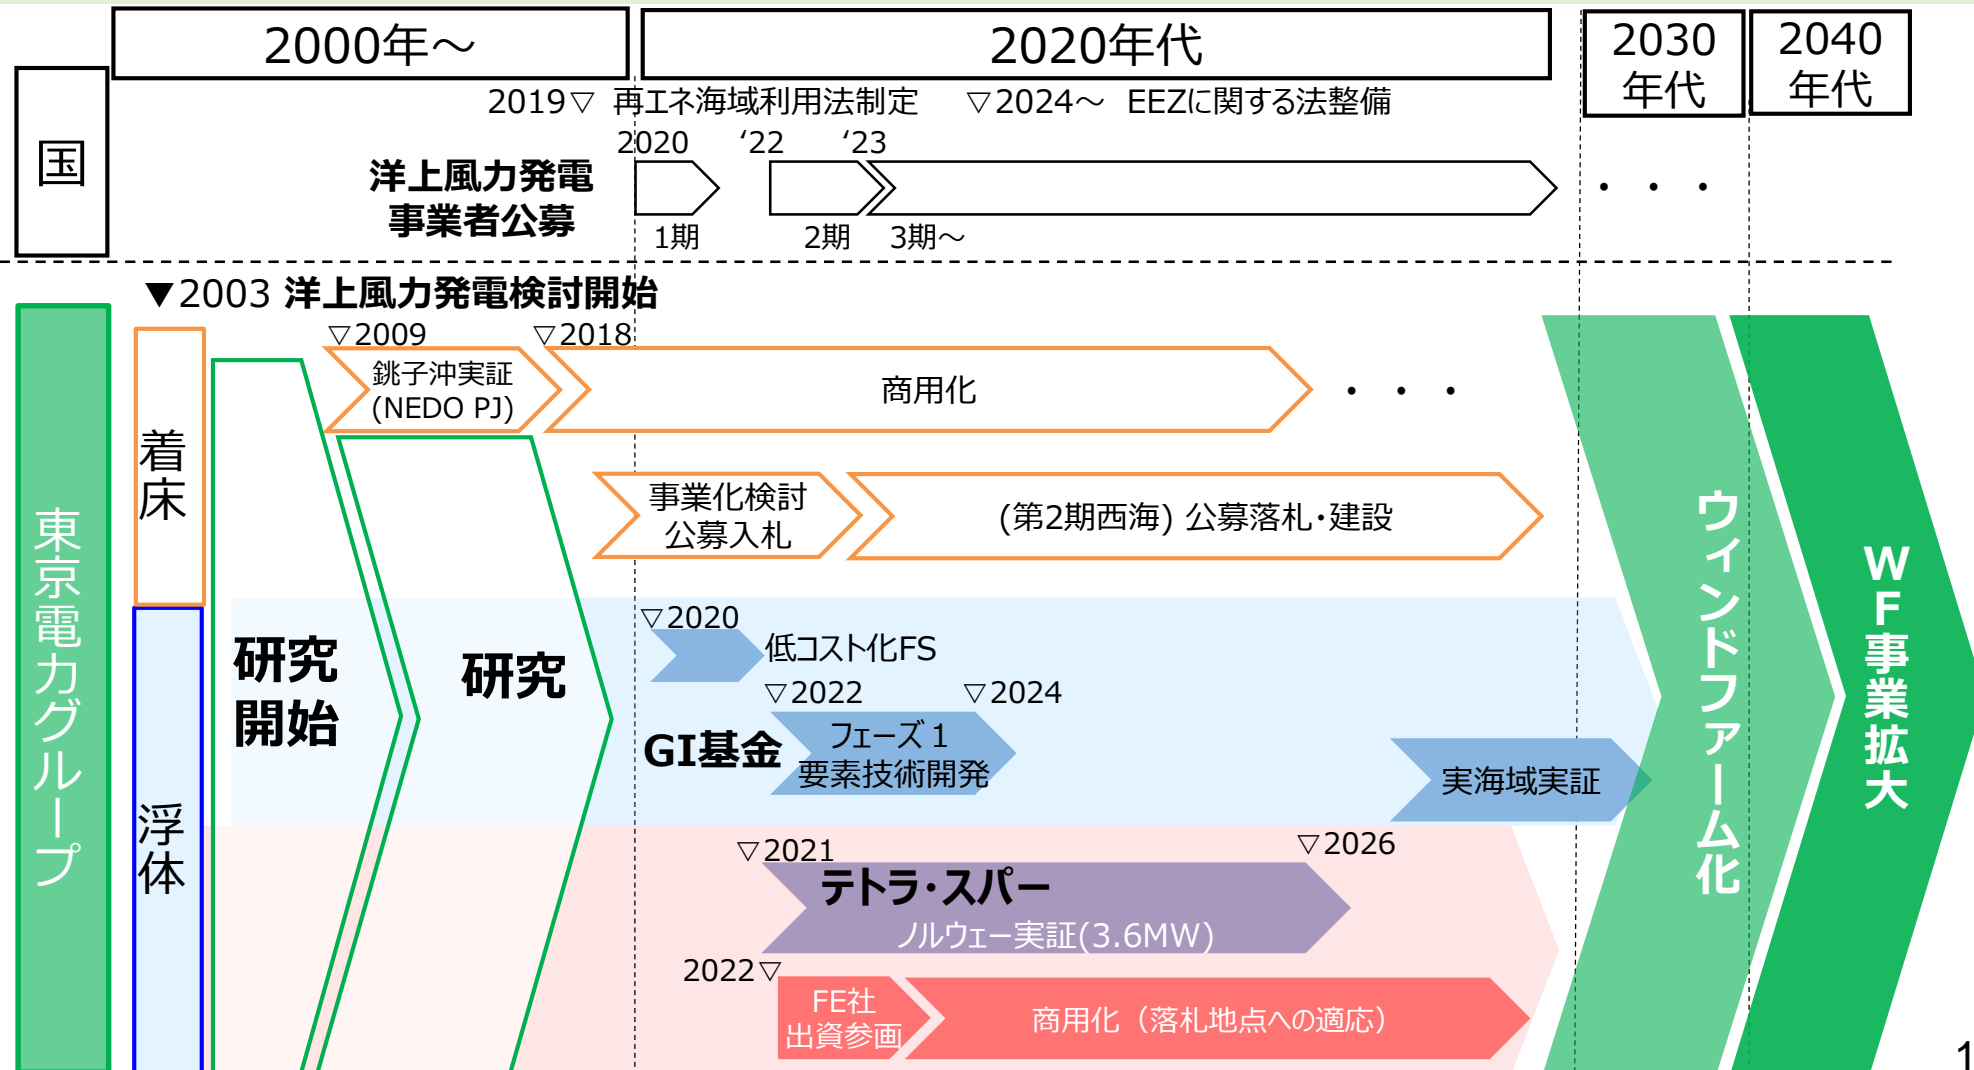 2000年～
2020年代
2030
年代
2040
年代
国
2019▽ 再エネ海域利用法制定
▽2024～ EEZに関する法整備
洋上風力発電
事業者公募
2020
‘22
‘23
1期
2期
3期～
・・・
東京電力グループ
▼2003 洋上風力発電検討開始
着床
▽2009
銚子沖実証
(NEDO PJ)
▽2018
商用化
・・・
事業化検討
公募入札
(第2期西海) 公募落札・建設
浮体
研究
開始
研究
▽2020
低コスト化FS
GI基金
▽2022
▽2024
フェーズ１
要素技術開発
実海域実証
▽2021
▽2026
テトラ・スパー
ノルウェー実証(3.6MW)
2022▽
FE社
出資参画
商用化（落札地点への適応）
ウィンドファーム化
WF事業拡大
1